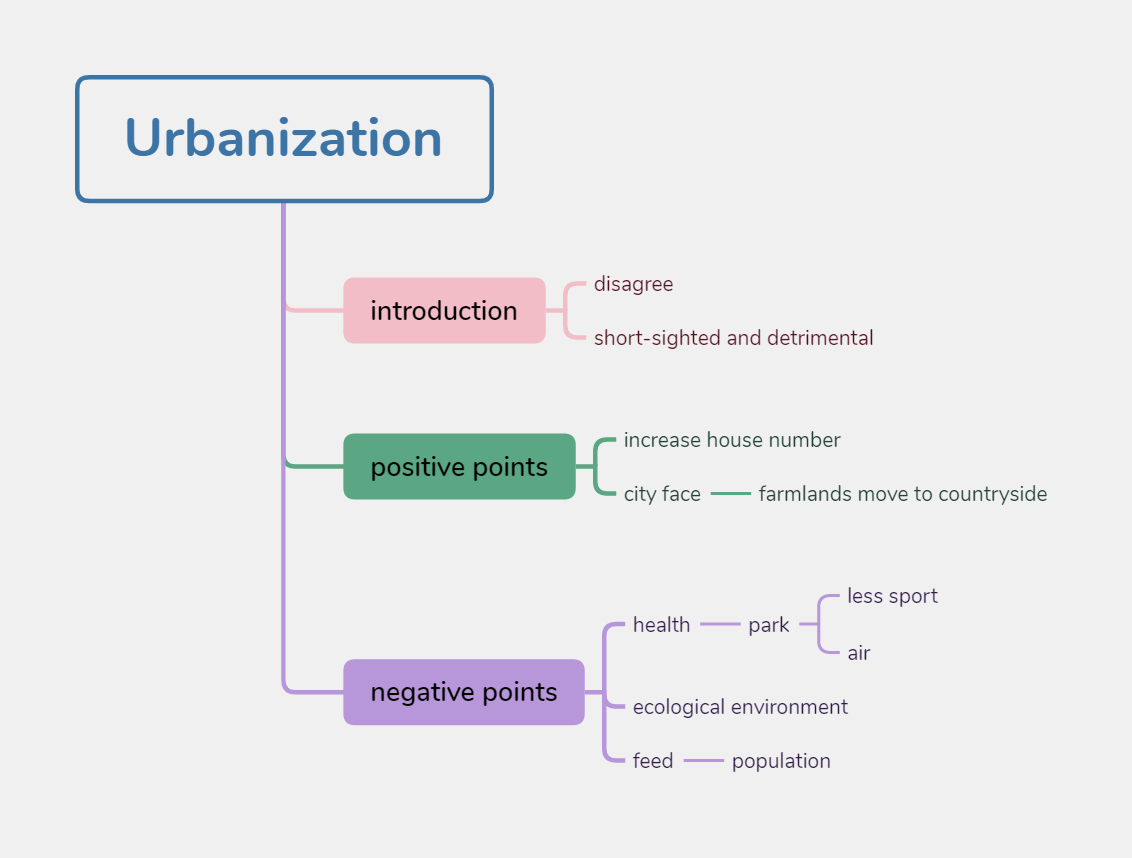 Urbanization
introduction
disagree
short-sighted and detrimental
positive points
increase house number
city face
farmlands move to countryside
negative points
health
park
less sport
air
ecological environment
feed
population